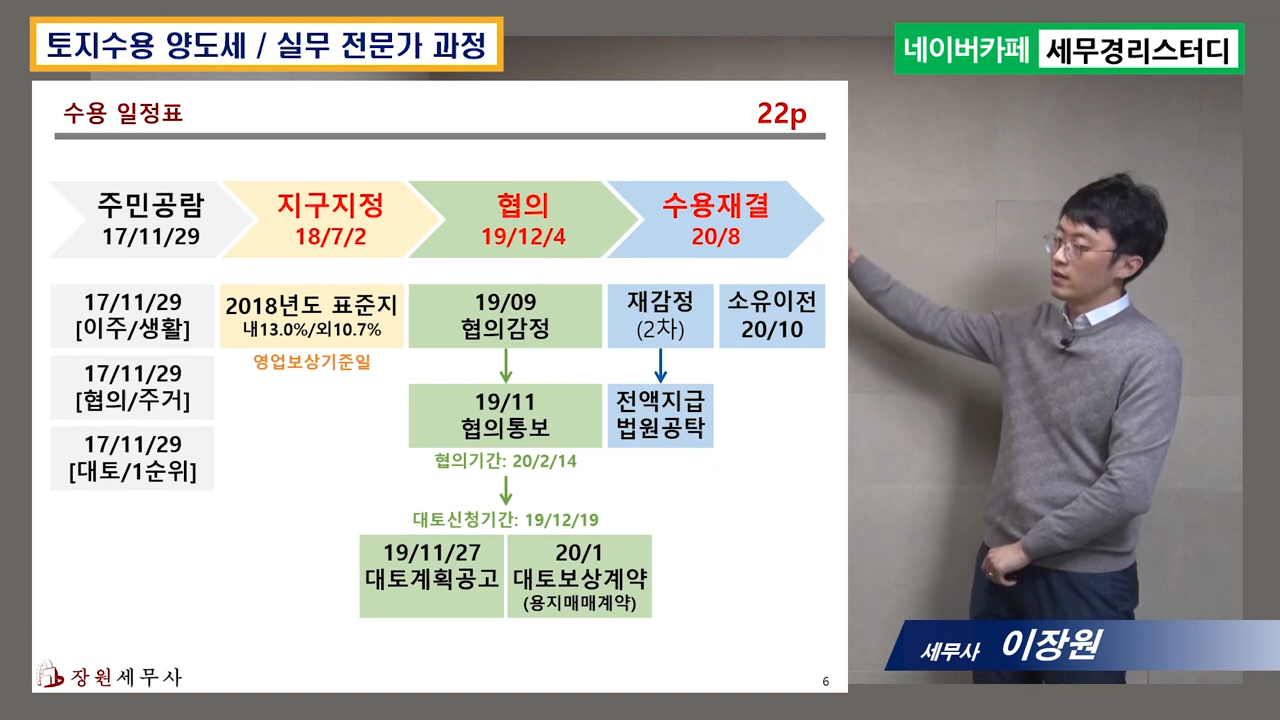 토지수용 양도세 / 실무 전문가 과정
네이버카페 세무경리스터디
수용 일정표
22p
주민공람
17/11/29
지구지정
18/7/2
협의
19/12/4
수용재결
20/8
17/11/29
[이주/생활]
17/11/29
[협의/주거]
17/11/29
[대토/1순위]
2018년도 표준지
내13.0%/외10.7%
영업보상기준일
19/09
협의감정
19/11
협의통보
협의기간: 20/2/14
대토신청기간: 19/12/19
19/11/27
대토계획공고
20/1
대토보상계약
(용지매매계약)
재감정
(2차)
전액지급
법원공탁
소유이전
20/10
세무사 이장원
장원세무사
6